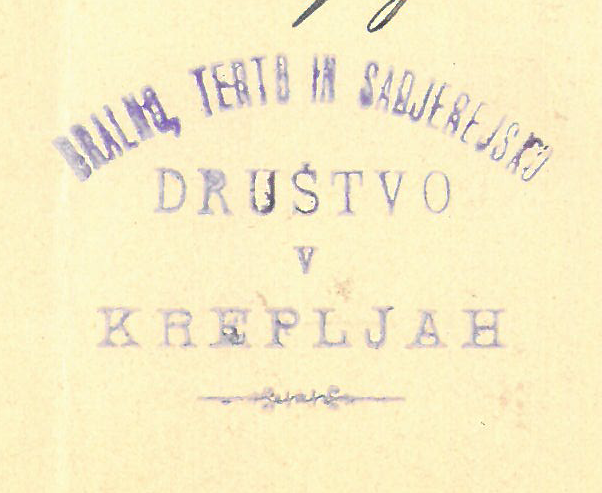 BRALNO, TERTO IN SADJEREJSKO
DRUŠTVO
V
KREPLJAH